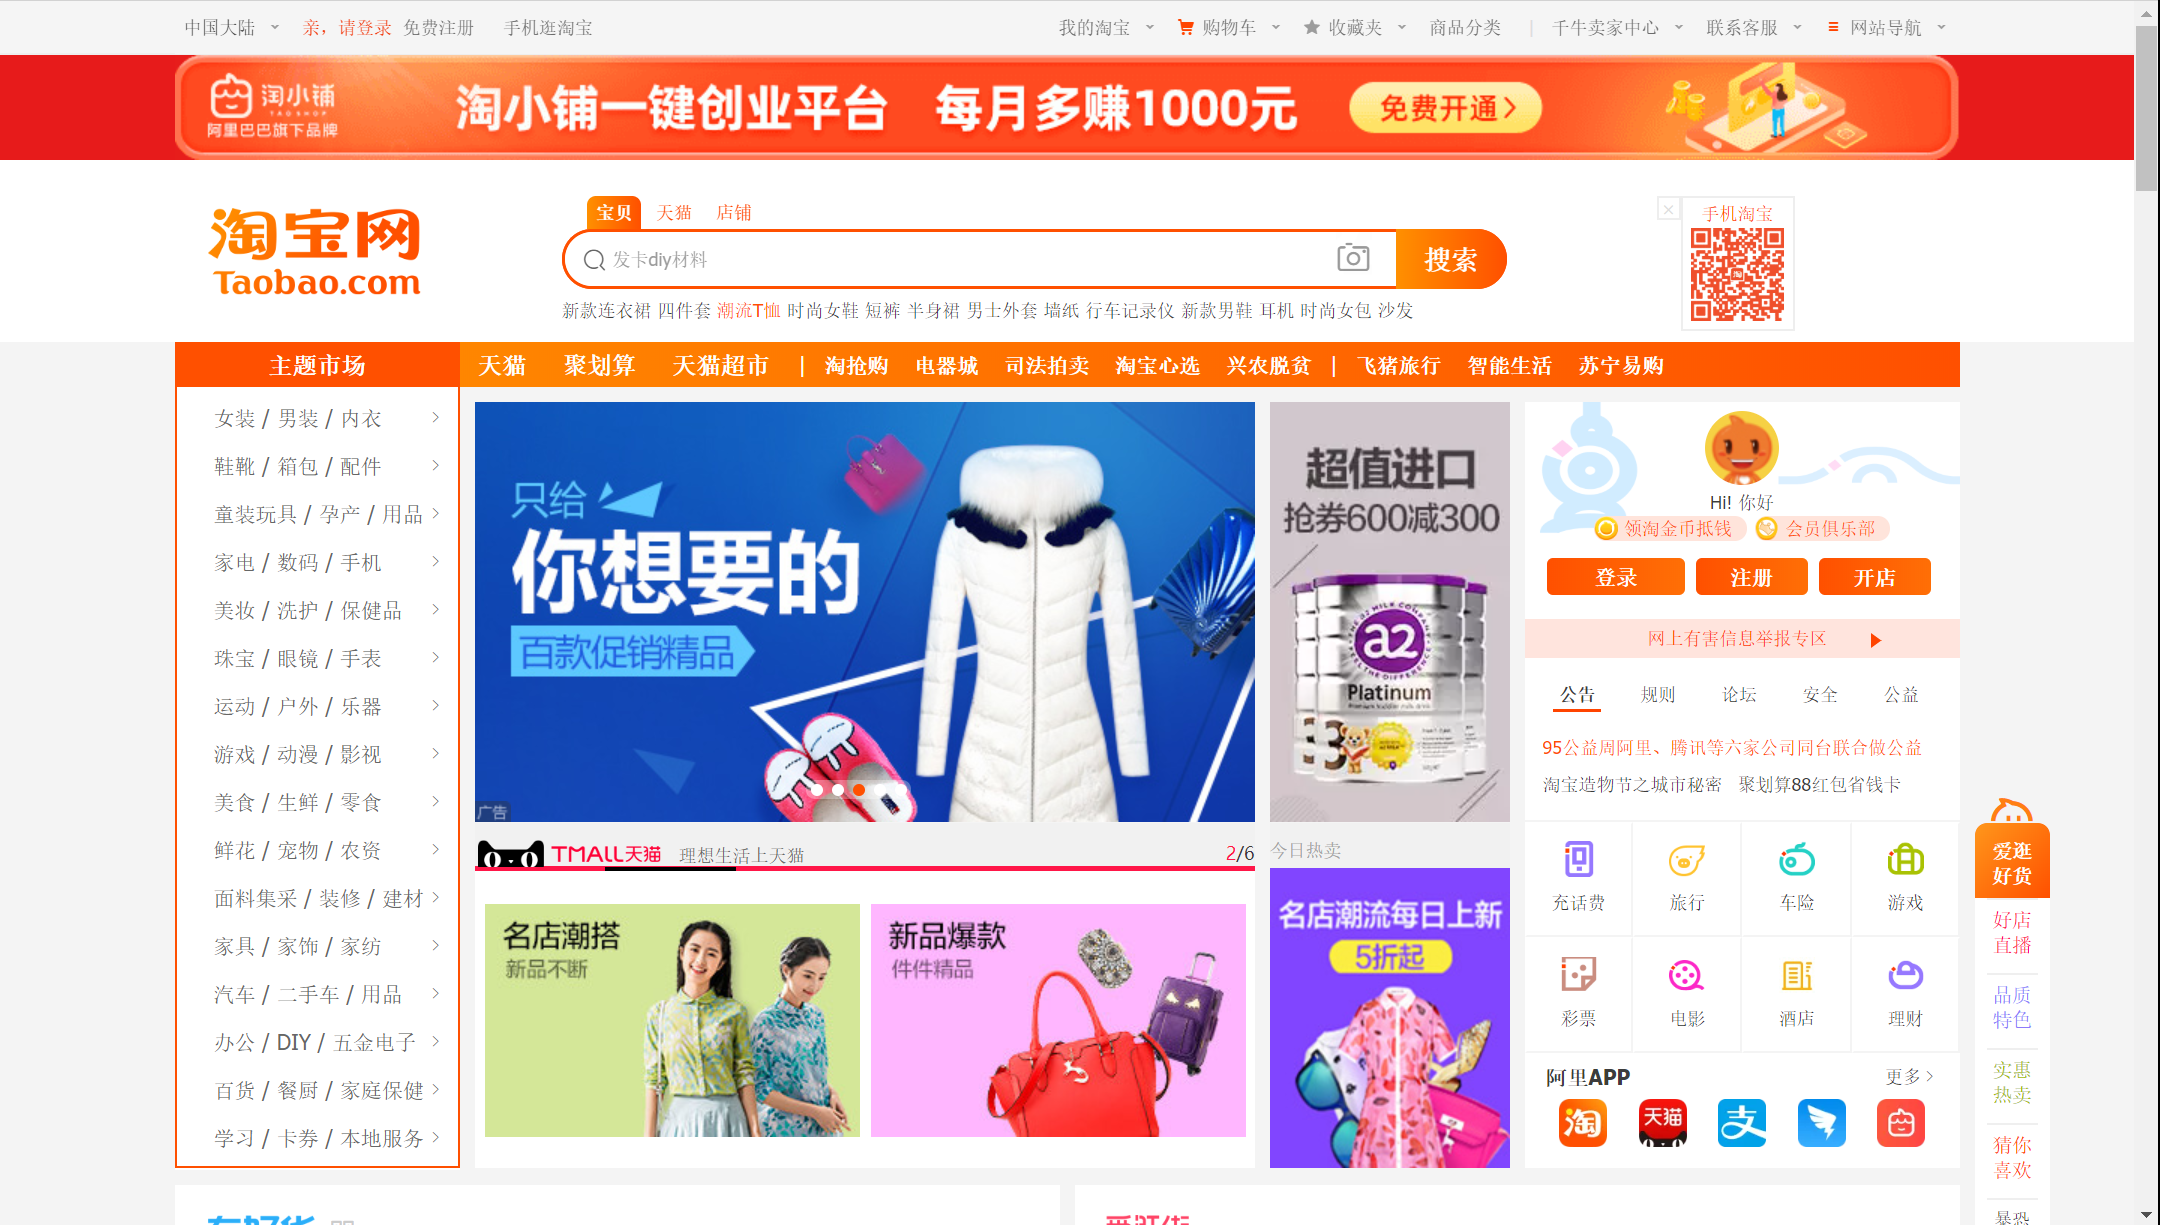 中国大陆 亲，请登录 免费注册 手机逛淘宝 我的淘宝 购物车 收藏夹 商品分类 | 千牛卖家中心 联系客服 网站导航
淘小铺
TAOSHOP
阿里巴巴旗下品牌
淘小铺一键创业平台 每月多赚1000元 免费开通
淘宝网
Taobao.com
宝贝 天猫 店铺
发卡diy材料 搜索
新款连衣裙 四件套 潮流T恤 时尚女鞋 短裤 半身裙 男士外套 墙纸 行车记录仪 新款男鞋 耳机 时尚女包 沙发
手机淘宝
主题市场 天猫 聚划算 天猫超市 | 淘抢购 电器城 司法拍卖 淘宝心选 兴农脱贫 | 飞猪旅行 智能生活 苏宁易购
女装 / 男装 / 内衣
鞋靴 / 箱包 / 配件
童装玩具 / 孕产 / 用品
家电 / 数码 / 手机
美妆 / 洗护 / 保健品
珠宝 / 眼镜 / 手表
运动 / 户外 / 乐器
游戏 / 动漫 / 影视
美食 / 生鲜 / 零食
鲜花 / 宠物 / 农资
面料集采 / 装修 / 建材
家具 / 家饰 / 家纺
汽车 / 二手车 / 用品
办公 / DIY / 五金电子
百货 / 餐厨 / 家庭保健
学习 / 卡券 / 本地服务
只给
你想要的
百款促销精品
广告
TMALL天猫 理想生活上天猫 2/6
名店潮搭
新品不断
新品爆款
件件精品
超值进口
抢券600减300
a2
Platinum
3
今日热卖
名店潮流每日上新
5折起
Hi! 你好
领淘金币抵钱 会员俱乐部
登录 注册 开店
网上有害信息举报专区
公告 规则 论坛 安全 公益
95公益周阿里、腾讯等六家公司同台联合做公益
淘宝造物节之城市秘密 聚划算88红包省钱卡
充话费 旅行 车险 游戏
彩票 电影 酒店 理财
阿里APP 更多
淘 天猫 支
爱逛
好货
好店
直播
品质
特色
实惠
热卖
猜你
喜欢